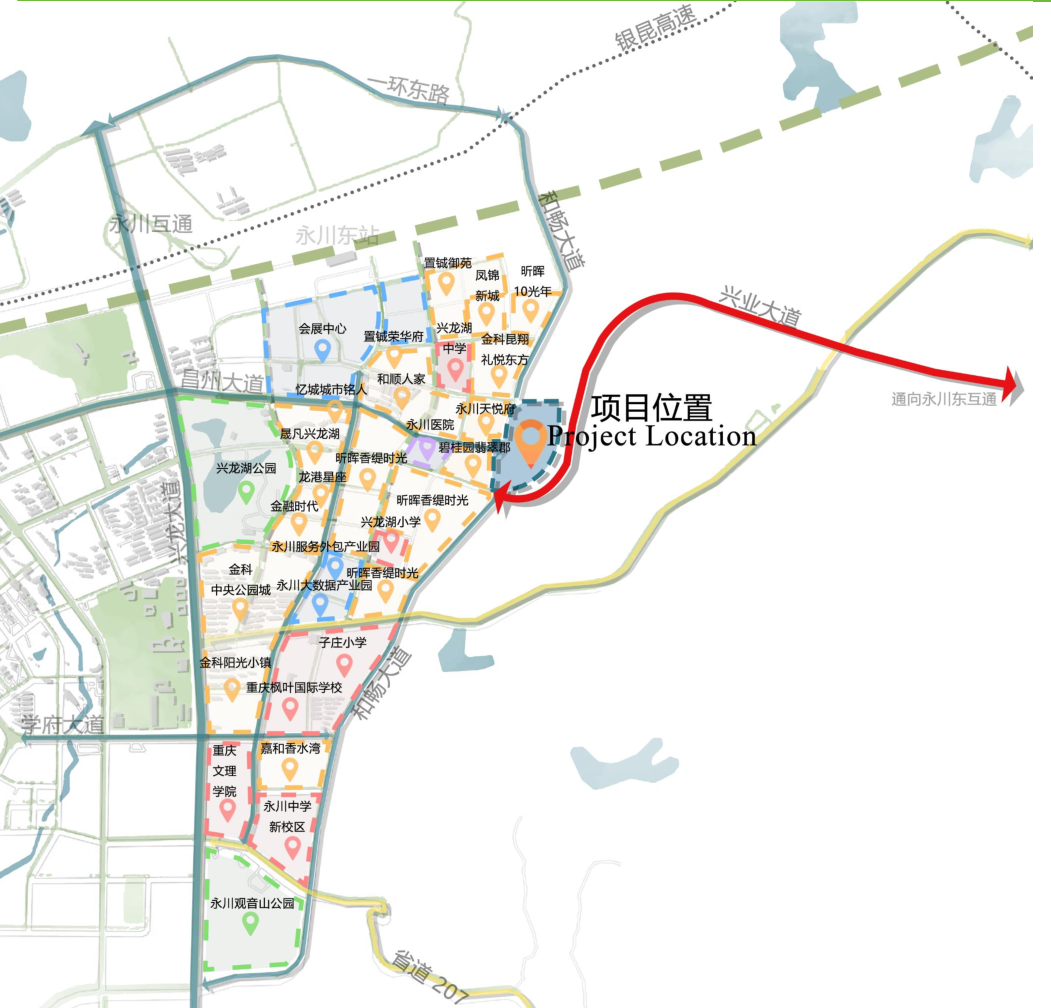 银昆高速
一环东路
和畅大道
永川互通
永川东站
置铖御苑
凤锦
新城
昕晖
10光年
兴业大道
会展中心
置铖荣华府
兴龙湖
中学
金科昆翔
礼悦东方
昌州大道
和顺人家
忆城城市铭人
通向永川东互通
项目位置
Project Location
永川天悦府
永川医院
碧桂园翡翠郡
晟凡兴龙湖
昕晖香缇时光
兴龙湖公园
龙港星座
昕晖香缇时光
金融时代
兴龙湖小学
兴龙大道
永川服务外包产业园
金科
中央公园城
昕晖香缇时光
永川大数据产业园
子庄小学
金科阳光小镇
重庆枫叶国际学校
和畅大道
学府大道
重庆
文理
学院
嘉和香水湾
永川中学
新校区
永川观音山公园
省道 207